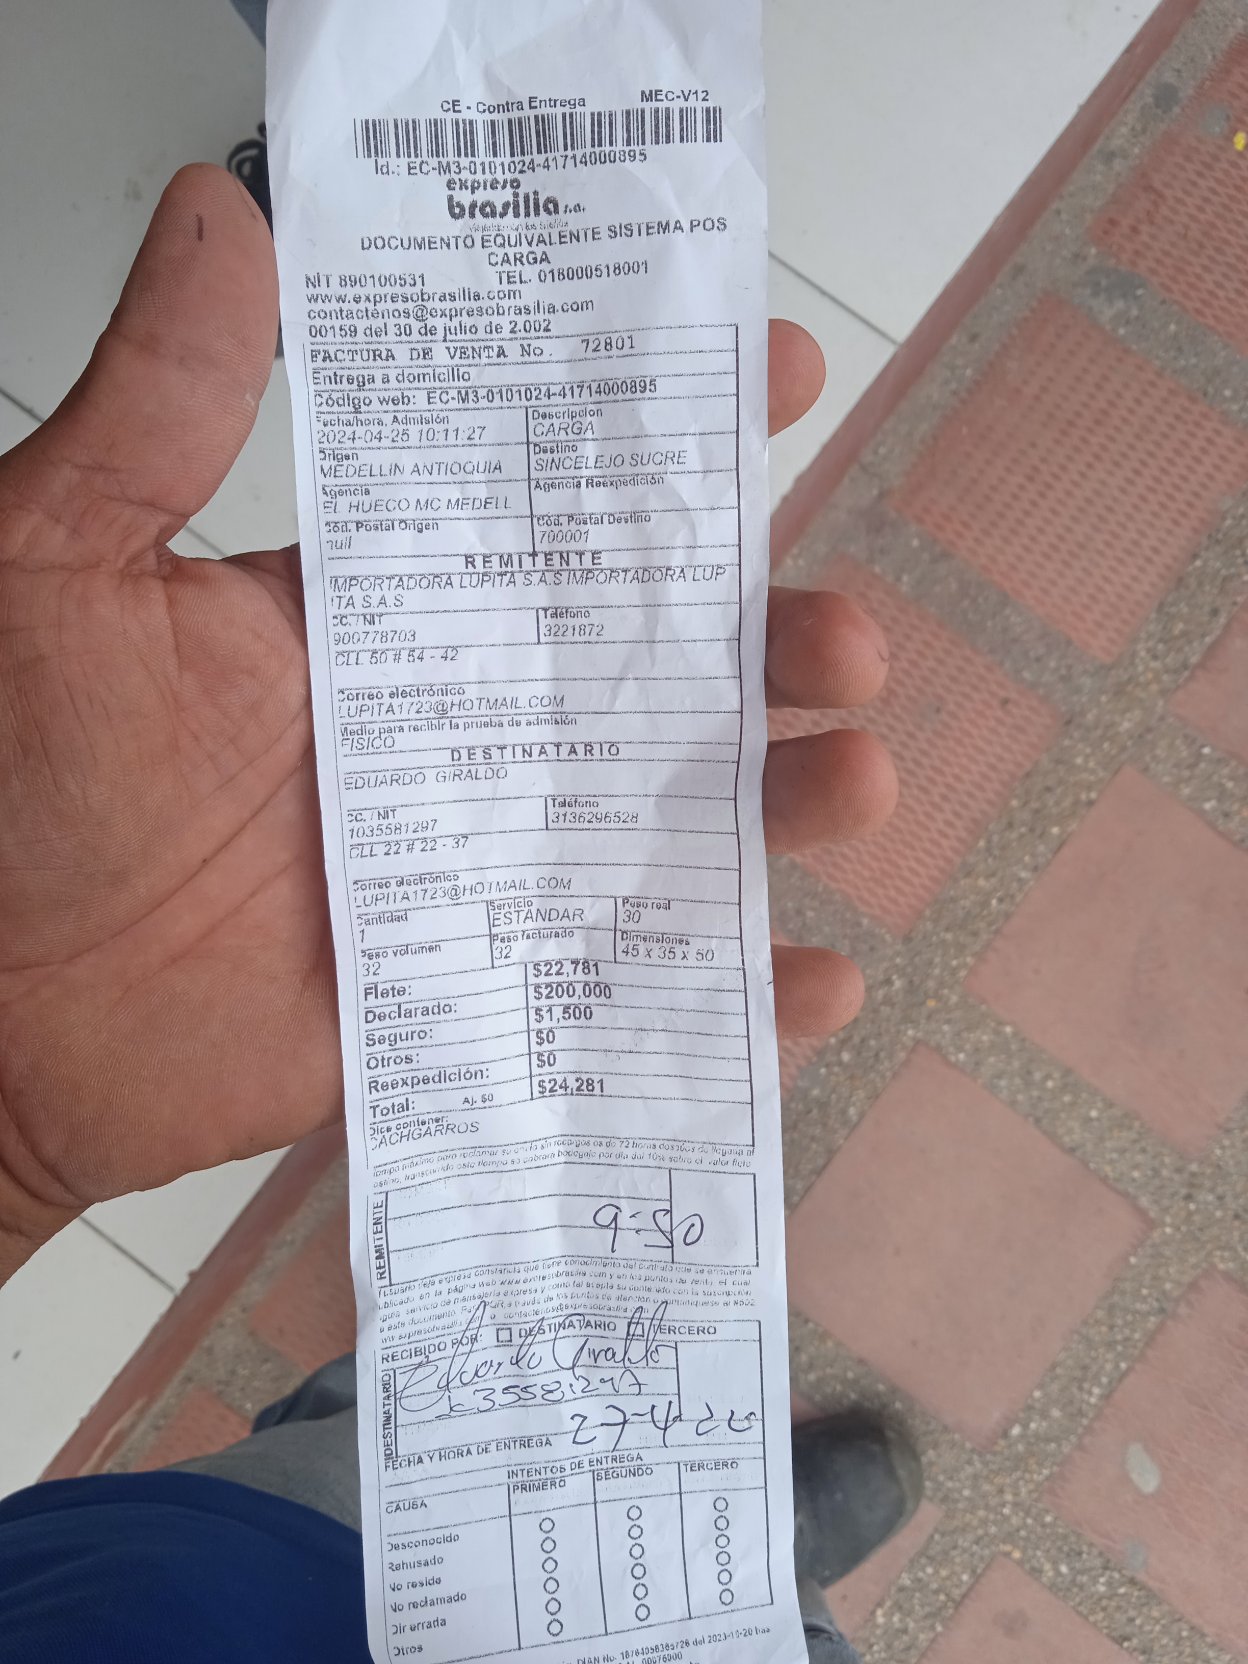 CE - Contra Entrega MEC-V12
Id.: EC-M3-0101024-41714000895
expreso
brasilia s.a.
DOCUMENTO EQUIVALENTE SISTEMA POS
CARGA
NIT 890100531 TEL. 018000518001
www.expresobrasilia.com
contactenos@expresobrasilia.com
00159 del 30 de julio de 2.002
FACTURA DE VENTA No. 72801
Entrega a domicilio
Código web: EC-M3-0101024-41714000895
Fecha/hora. Admisión Descripcion
2024-04-25 10:11:27 CARGA
Origen Destino
MEDELLIN ANTIOQUIA SINCELEJO SUCRE
Agencia Agencia Reexpedición
EL HUECO MC MEDELL
Cód. Postal Origen Cód. Postal Destino
null 700001
REMITENTE
IMPORTADORA LUPITA S.A.S IMPORTADORA LUP
ITA S.A.S
CC. / NIT Teléfono
900778703 3221872
CLL 50 # 54 - 42
Correo electrónico
LUPITA1723@HOTMAIL.COM
Medio para recibir la prueba de admisión
FISICO
DESTINATARIO
EDUARDO GIRALDO
CC. / NIT Teléfono
1035581297 3136296528
CLL 22 # 22 - 37
Correo electrónico
LUPITA1723@HOTMAIL.COM
Cantidad Servicio Peso real
1 ESTANDAR 30
Peso volumen Peso facturado Dimensiones
32 32 45 x 35 x 50
Flete: $22,781
Declarado: $200,000
Seguro: $1,500
Otros: $0
Reexpedición: $0
Total: Aj. $0 $24,281
Dice contener:
CACHGARROS
REMITENTE
9:50
RECIBIDO POR: DESTINATARIO TERCERO
DESTINATARIO
Eduardo Giraldo
FECHA Y HORA DE ENTREGA 27-4
INTENTOS DE ENTREGA
CAUSA PRIMERO SEGUNDO TERCERO
Desconocido
Rehusado
No reside
No reclamado
Dir errada
Otros